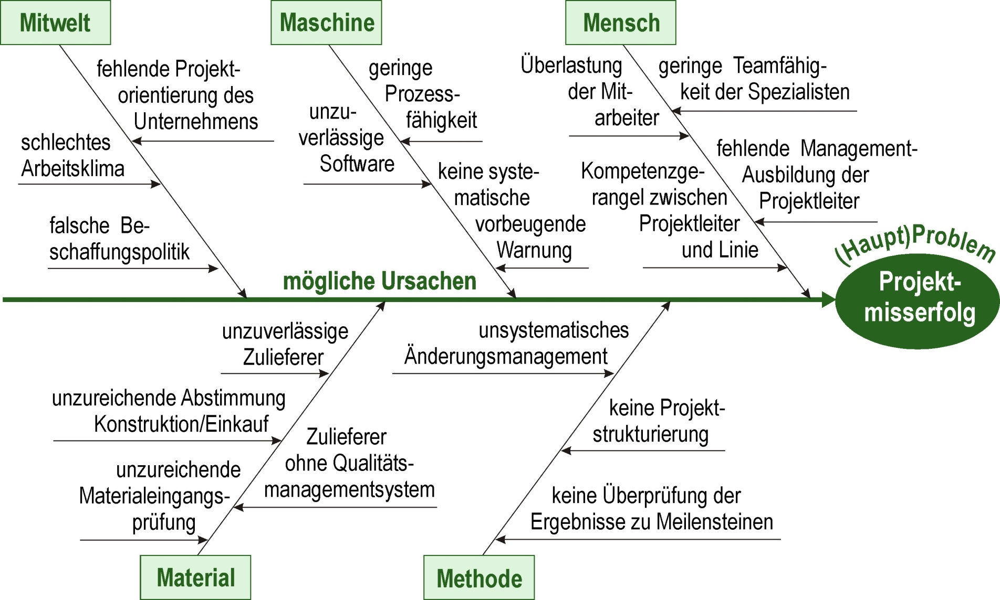 Mitwelt
fehlende Projekt-
orientierung des
Unternehmens
schlechtes
Arbeitsklima
falsche Be-
schaffungspolitik
Maschine
geringe
Prozess-
fähigkeit
unzu-
verlässige
Software
keine syste-
matische
vorbeugende
Warnung
Mensch
Überlastung
der Mit-
arbeiter
geringe Teamfähig-
keit der Spezialisten
fehlende Management-
Ausbildung der
Projektleiter
Kompetenzge-
rangel zwischen
Projektleiter
und Linie
mögliche Ursachen
(Haupt)Problem
Projekt-
misserfolg
unzuverlässige
Zulieferer
unzureichende Abstimmung
Konstruktion/Einkauf
Zulieferer
ohne Qualitäts-
managementsystem
unzureichende
Materialeingangs-
prüfung
Material
unsystematisches
Änderungsmanagement
keine Projekt-
strukturierung
keine Überprüfung der
Ergebnisse zu Meilensteinen
Methode